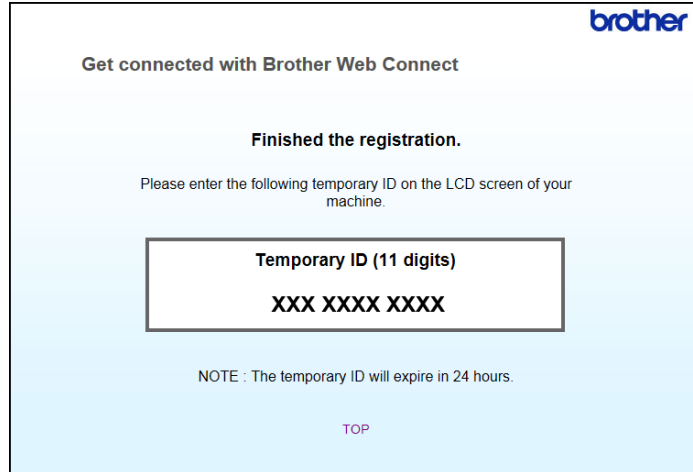 brother
Get connected with Brother Web Connect
Finished the registration.
Please enter the following temporary ID on the LCD screen of your
machine.
Temporary ID (11 digits)
XXX XXXX XXXX
NOTE : The temporary ID will expire in 24 hours.
TOP